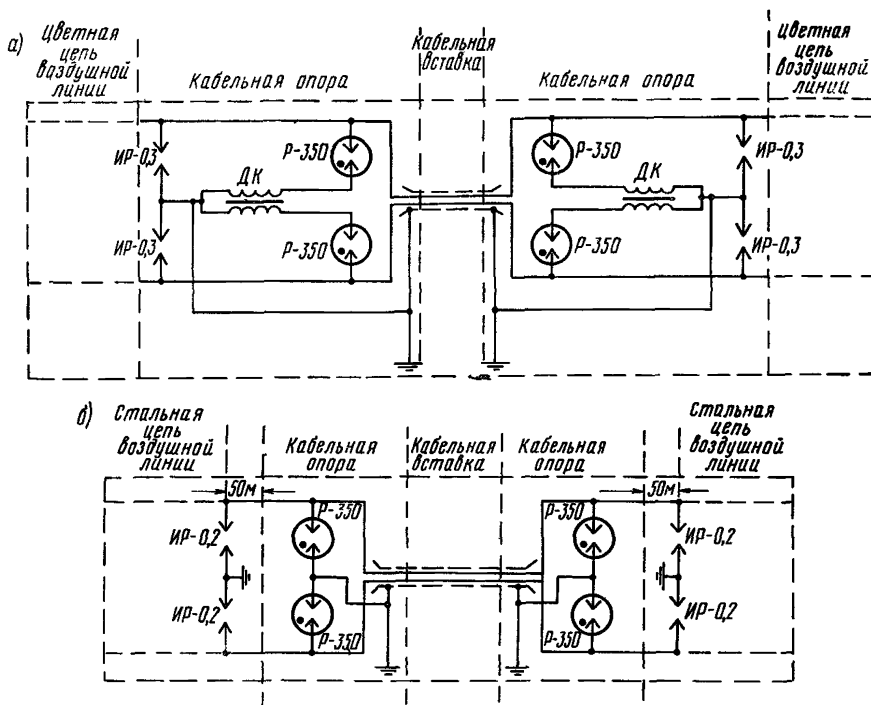 а)
Цветная
цепь
воздушной
линии
Кабельная опора
Кабельная
вставка
Кабельная опора
Цветная
цепь
воздушной
линии
ИР-0,3
ДК
Р-350
Р-350
ДК
ИР-0,3
ИР-0,3
Р-350
Р-350
ИР-0,3
б)
Стальная
цепь
воздушной
линии
Кабельная
опора
Кабельная
вставка
Кабельная
опора
Стальная
цепь
воздушной
линии
50м
50м
ИР-0,2
Р-350
Р-350
ИР-0,2
ИР-0,2
Р-350
Р-350
ИР-0,2